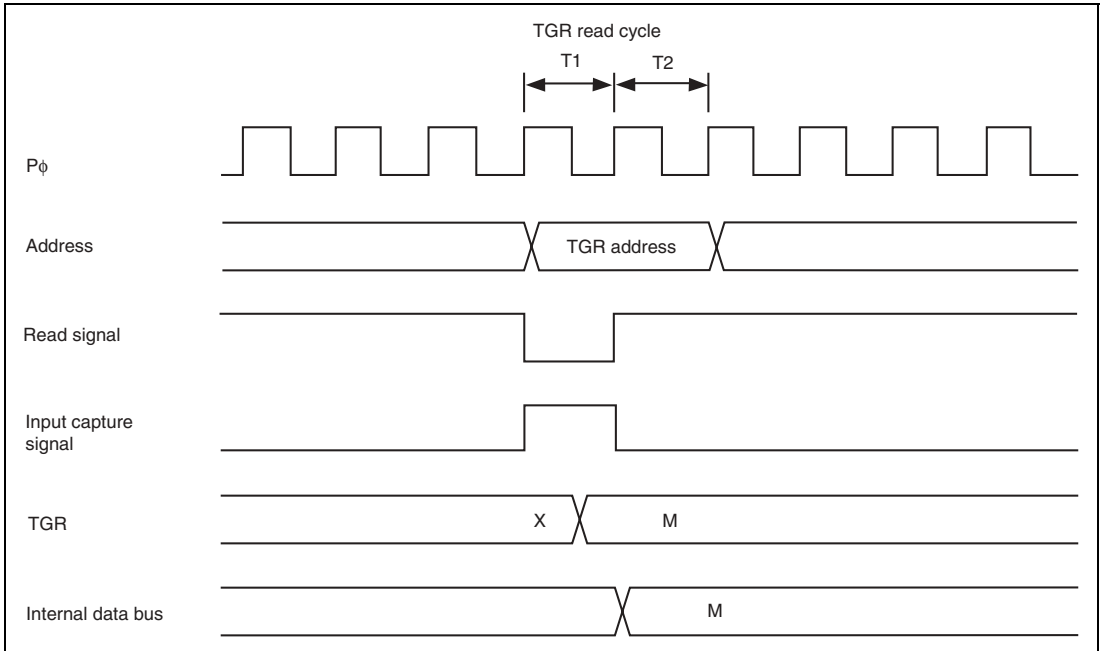 TGR read cycle
T1 T2
Pϕ
Address
TGR address
Read signal
Input capture
signal
TGR
X
M
Internal data bus
M